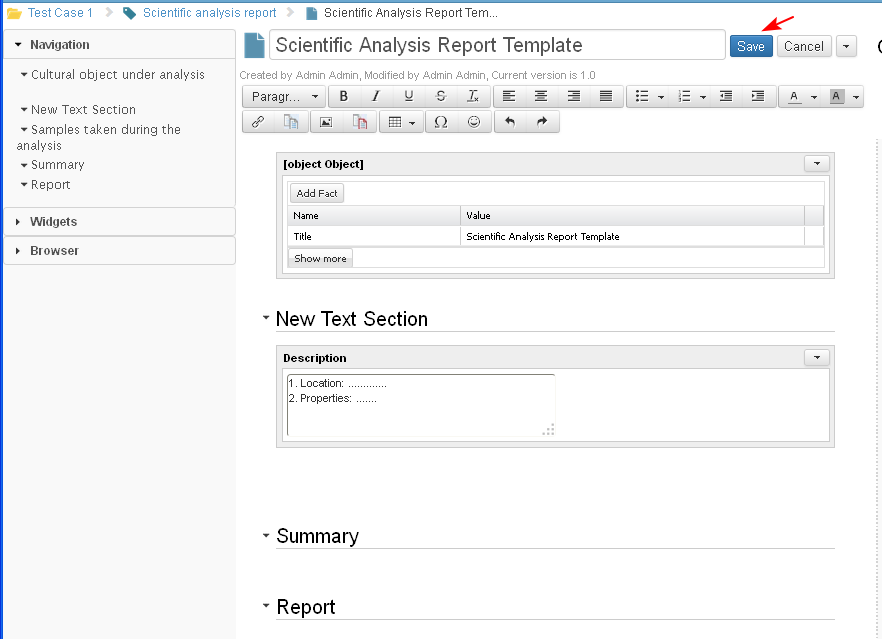 Test Case 1 Scientific analysis report Scientific Analysis Report Tem...
Navigation
Cultural object under analysis
New Text Section
Samples taken during the
analysis
Summary
Report
Widgets
Browser
Scientific Analysis Report Template Save Cancel
Created by Admin Admin, Modified by Admin Admin, Current version is 1.0
Paragr... B I U S Tx A A
Ω
[object Object]
Add Fact
Name Value
Title Scientific Analysis Report Template
Show more
New Text Section
Description
1. Location: .............
2. Properties: .......
Summary
Report